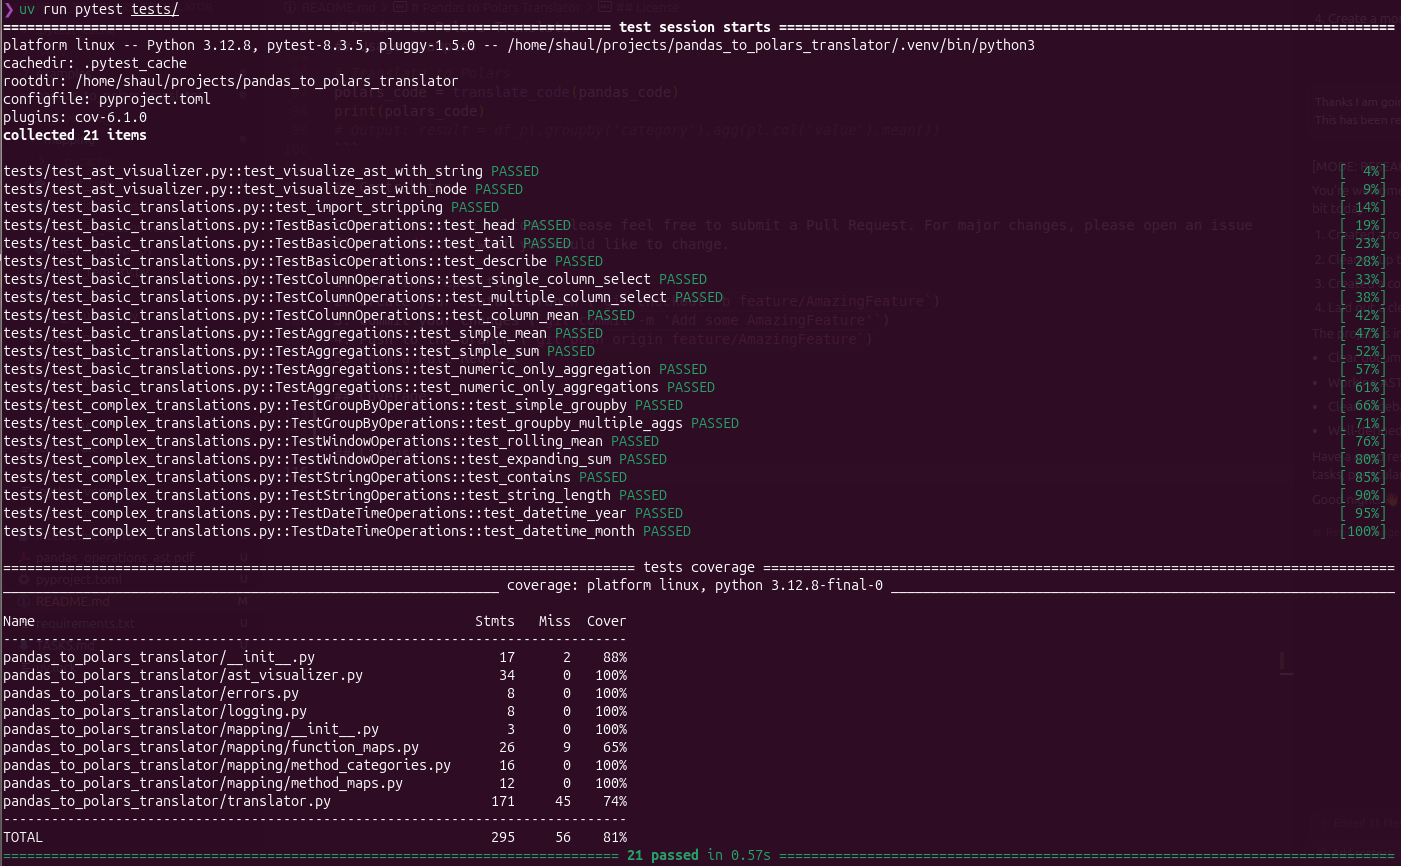 ❯ uv run pytest tests/
============================================================================ test session starts =============================================================================
platform linux -- Python 3.12.8, pytest-8.3.5, pluggy-1.5.0 -- /home/shaul/projects/pandas_to_polars_translator/.venv/bin/python3
cachedir: .pytest_cache
rootdir: /home/shaul/projects/pandas_to_polars_translator
configfile: pyproject.toml
plugins: cov-6.1.0
collected 21 items
tests/test_ast_visualizer.py::test_visualize_ast_with_string PASSED [  4%]
tests/test_ast_visualizer.py::test_visualize_ast_with_node PASSED [  9%]
tests/test_basic_translations.py::test_import_stripping PASSED [ 14%]
tests/test_basic_translations.py::TestBasicOperations::test_head PASSED [ 19%]
tests/test_basic_translations.py::TestBasicOperations::test_tail PASSED [ 23%]
tests/test_basic_translations.py::TestBasicOperations::test_describe PASSED [ 28%]
tests/test_basic_translations.py::TestColumnOperations::test_single_column_select PASSED [ 33%]
tests/test_basic_translations.py::TestColumnOperations::test_multiple_column_select PASSED [ 38%]
tests/test_basic_translations.py::TestColumnOperations::test_column_mean PASSED [ 42%]
tests/test_basic_translations.py::TestAggregations::test_simple_mean PASSED [ 47%]
tests/test_basic_translations.py::TestAggregations::test_simple_sum PASSED [ 52%]
tests/test_basic_translations.py::TestAggregations::test_numeric_only_aggregation PASSED [ 57%]
tests/test_basic_translations.py::TestAggregations::test_numeric_only_aggregations PASSED [ 61%]
tests/test_complex_translations.py::TestGroupByOperations::test_simple_groupby PASSED [ 66%]
tests/test_complex_translations.py::TestGroupByOperations::test_groupby_multiple_aggs PASSED [ 71%]
tests/test_complex_translations.py::TestWindowOperations::test_rolling_mean PASSED [ 76%]
tests/test_complex_translations.py::TestWindowOperations::test_expanding_sum PASSED [ 80%]
tests/test_complex_translations.py::TestStringOperations::test_contains PASSED [ 85%]
tests/test_complex_translations.py::TestStringOperations::test_string_length PASSED [ 90%]
tests/test_complex_translations.py::TestDateTimeOperations::test_datetime_year PASSED [ 95%]
tests/test_complex_translations.py::TestDateTimeOperations::test_datetime_month PASSED [100%]
=============================================================================== tests coverage ===============================================================================
______________________________________________________________ coverage: platform linux, python 3.12.8-final-0 _______________________________________________________________
Name                                                       Stmts   Miss  Cover
------------------------------------------------------------------------------
pandas_to_polars_translator/__init__.py                       17      2    88%
pandas_to_polars_translator/ast_visualizer.py                 34      0   100%
pandas_to_polars_translator/errors.py                          8      0   100%
pandas_to_polars_translator/logging.py                         8      0   100%
pandas_to_polars_translator/mapping/__init__.py                3      0   100%
pandas_to_polars_translator/mapping/function_maps.py          26      9    65%
pandas_to_polars_translator/mapping/method_categories.py      16      0   100%
pandas_to_polars_translator/mapping/method_maps.py            12      0   100%
pandas_to_polars_translator/translator.py                    171     45    74%
------------------------------------------------------------------------------
TOTAL                                                        295     56    81%
============================================================================= 21 passed in 0.57s =============================================================================